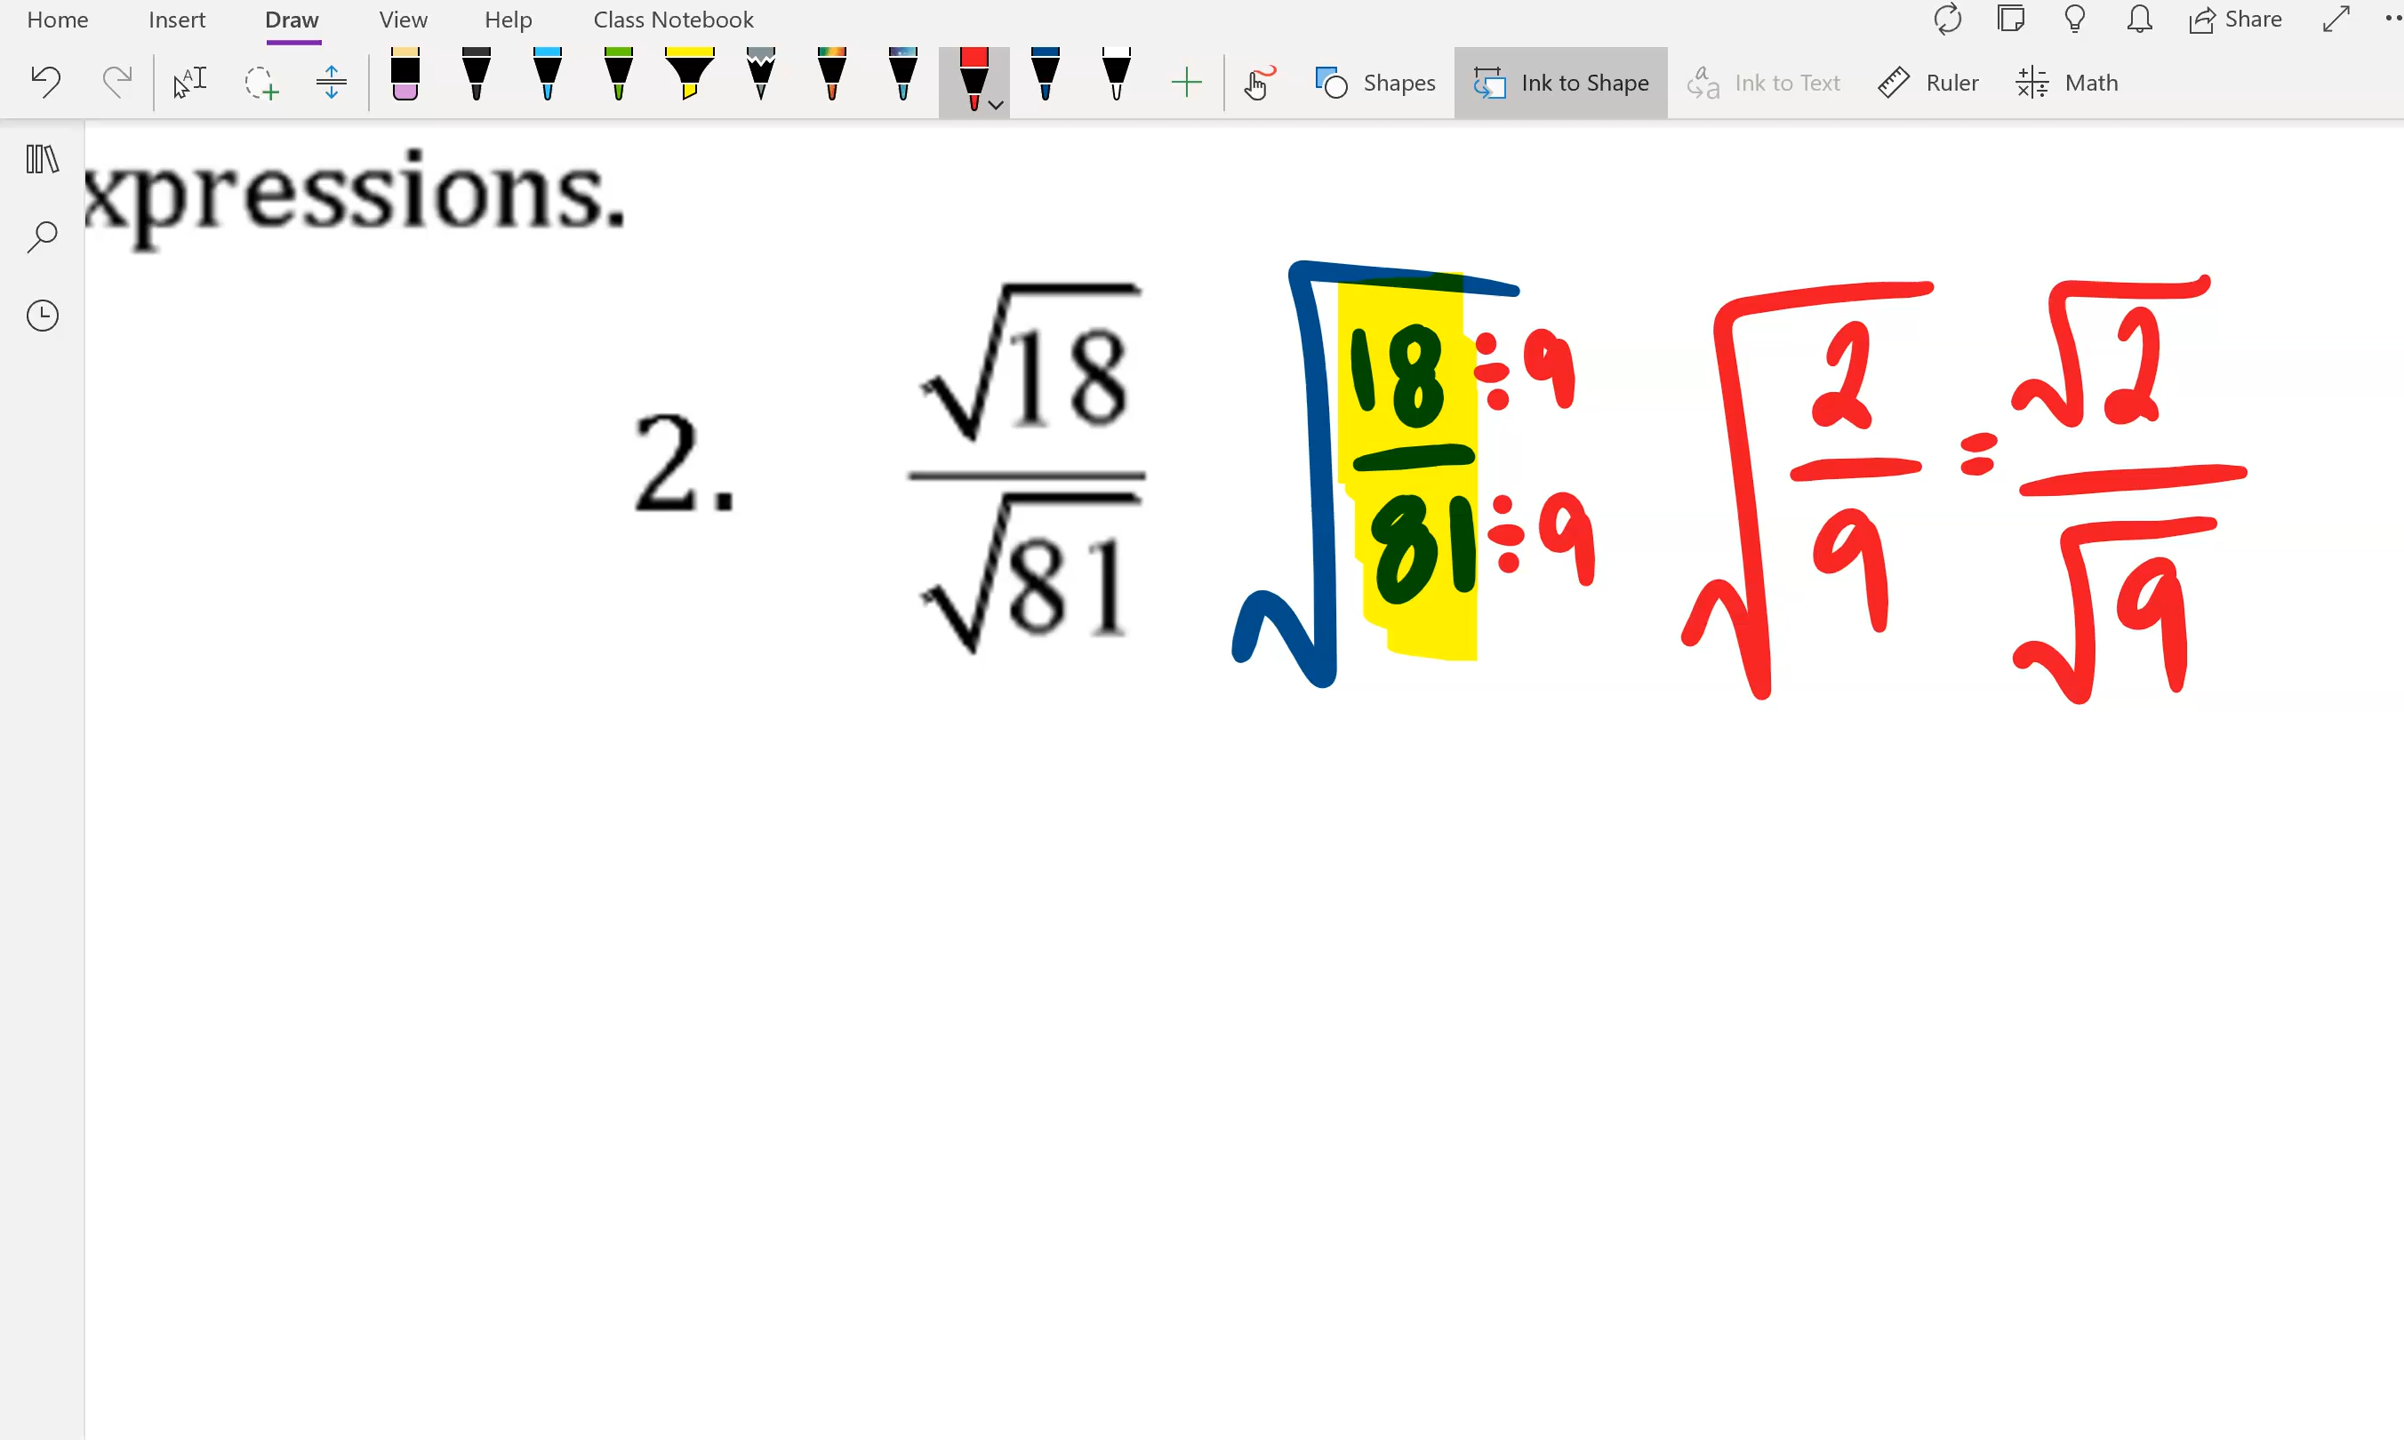 Home Insert Draw View Help Class Notebook Share
Shapes Ink to Shape Ink to Text Ruler Math
xpressions.
2. √18/√81 √(18÷9/81÷9) √(2/9) = √2/√9